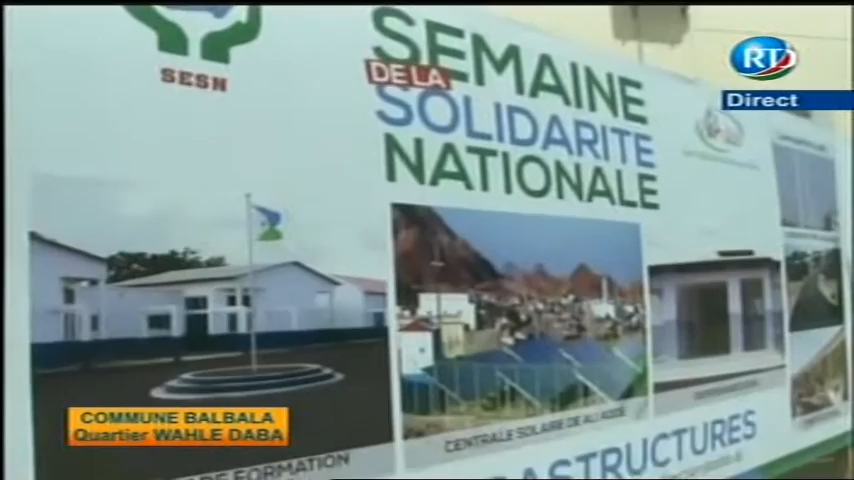 SESN
SEMAINE
DE LA
SOLIDARITE
NATIONALE
RTD
Direct
CENTRALE SOLAIRE DE ALI ADDE
DE FORMATION
COMMUNE BALBALA
Quartier WAHLE DABA